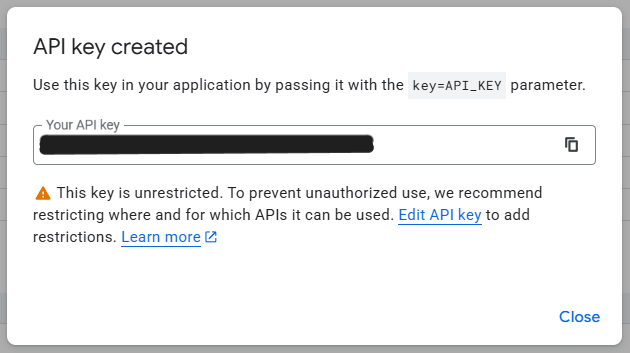 API key created
Use this key in your application by passing it with the key=API_KEY parameter.
Your API key
This key is unrestricted. To prevent unauthorized use, we recommend
restricting where and for which APIs it can be used. Edit API key to add
restrictions. Learn more
Close